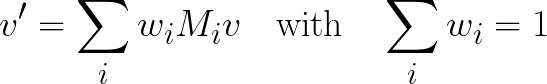 v′ = ∑_i w_i M_i v with ∑_i w_i = 1